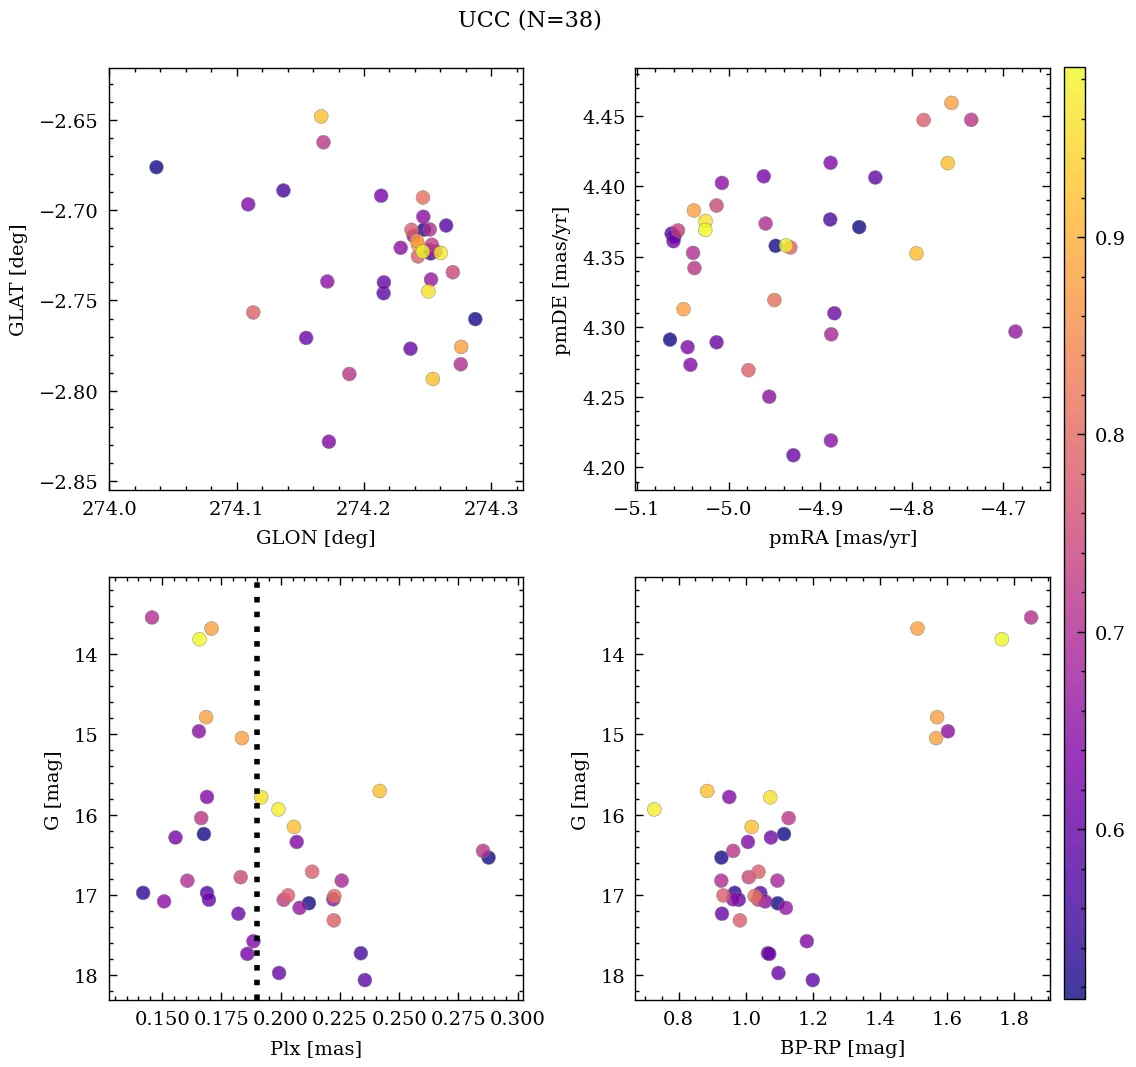 UCC (N=38)
−2.65
−2.70
−2.75
−2.80
−2.85
GLAT [deg]
274.0 274.1 274.2 274.3
GLON [deg]
4.45
4.40
4.35
4.30
4.25
4.20
pmDE [mas/yr]
−5.1 −5.0 −4.9 −4.8 −4.7
pmRA [mas/yr]
0.9
0.8
0.7
0.6
14
15
16
17
18
G [mag]
0.150 0.175 0.200 0.225 0.250 0.275 0.300
Plx [mas]
14
15
16
17
18
G [mag]
0.8 1.0 1.2 1.4 1.6 1.8
BP-RP [mag]